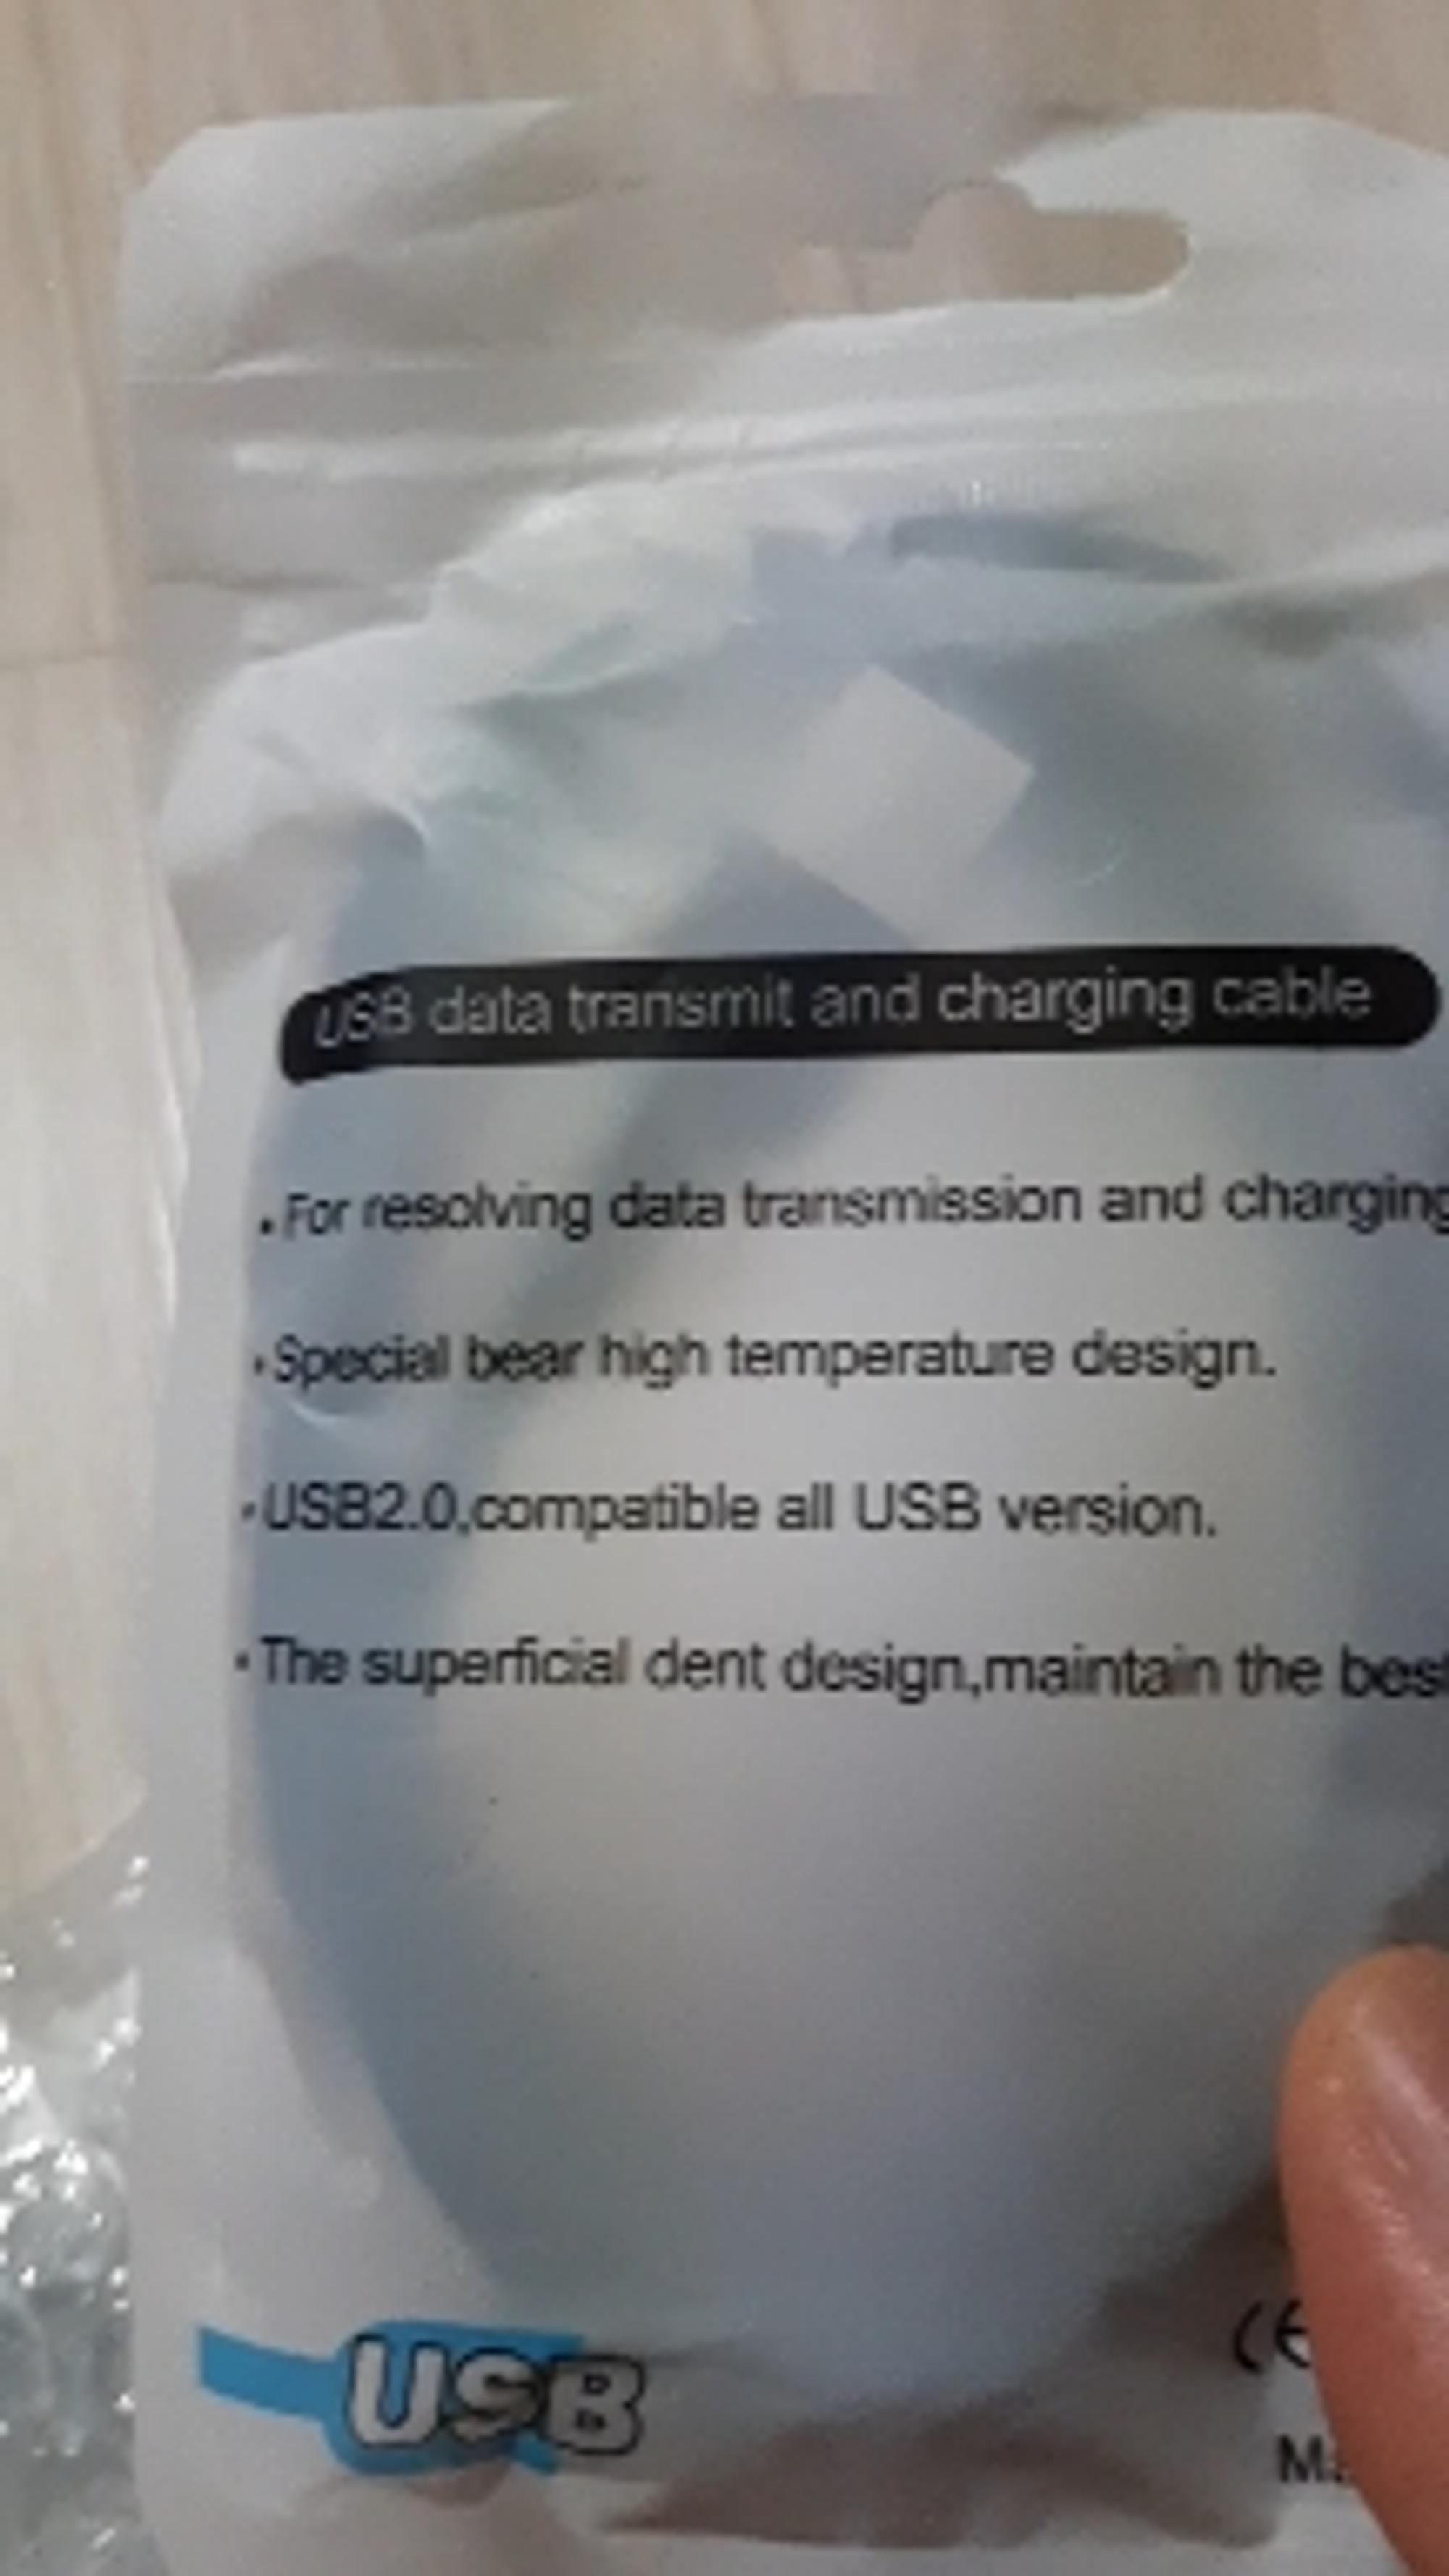 USB data transmit and charging cable
. For resolving data transmission and charging
·Special bear high temperature design.
·USB2.0,compatible all USB version.
·The superficial dent design,maintain the best
USB
CE